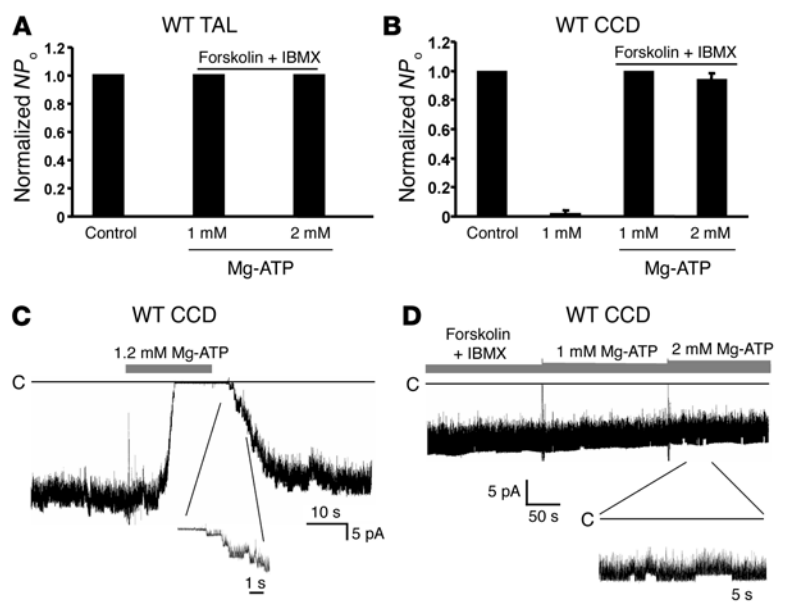 A
WT TAL
Normalized NPo
1.2
1.0
0.8
0.6
0.4
0.2
0
Forskolin + IBMX
Control
1 mM
2 mM
Mg-ATP
B
WT CCD
Normalized NPo
1.2
1.0
0.8
0.6
0.4
0.2
0
Forskolin + IBMX
Control
1 mM
1 mM
2 mM
Mg-ATP
C
WT CCD
1.2 mM Mg-ATP
C
10 s
5 pA
1 s
D
WT CCD
Forskolin
+ IBMX
1 mM Mg-ATP
2 mM Mg-ATP
C
5 pA
50 s
C
5 s